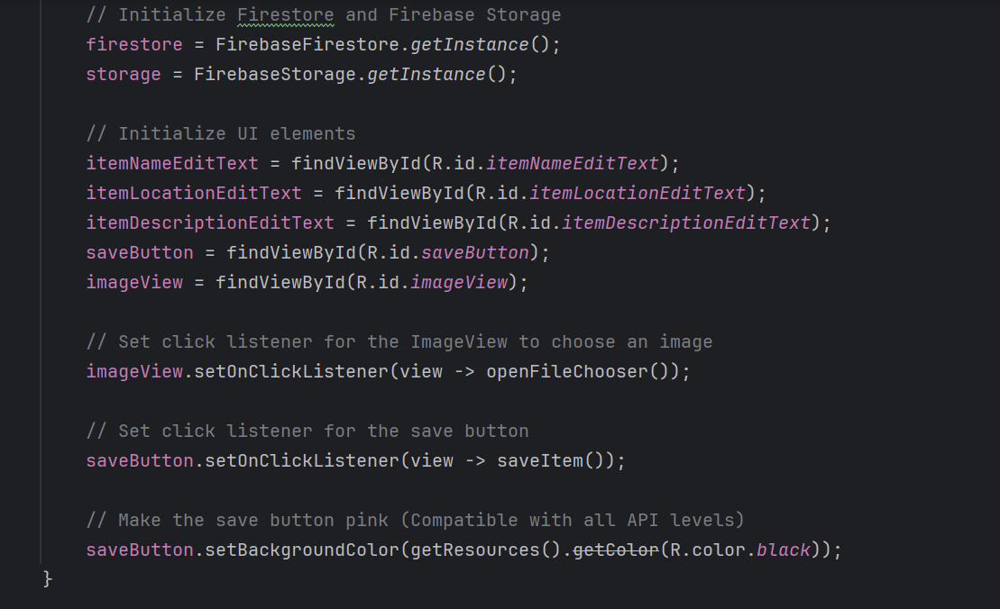 // Initialize Firestore and Firebase Storage
firestore = FirebaseFirestore.getInstance();
storage = FirebaseStorage.getInstance();
// Initialize UI elements
itemNameEditText = findViewById(R.id.itemNameEditText);
itemLocationEditText = findViewById(R.id.itemLocationEditText);
itemDescriptionEditText = findViewById(R.id.itemDescriptionEditText);
saveButton = findViewById(R.id.saveButton);
imageView = findViewById(R.id.imageView);
// Set click listener for the ImageView to choose an image
imageView.setOnClickListener(view -> openFileChooser());
// Set click listener for the save button
saveButton.setOnClickListener(view -> saveItem());
// Make the save button pink (Compatible with all API levels)
saveButton.setBackgroundColor(getResources().getColor(R.color.black));
}